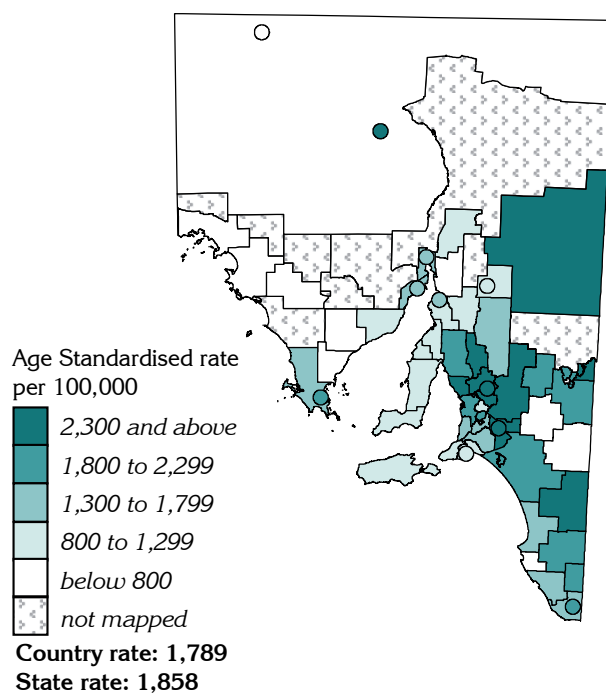 Age Standardised rate
per 100,000
2,300 and above
1,800 to 2,299
1,300 to 1,799
800 to 1,299
below 800
not mapped
Country rate: 1,789
State rate: 1,858